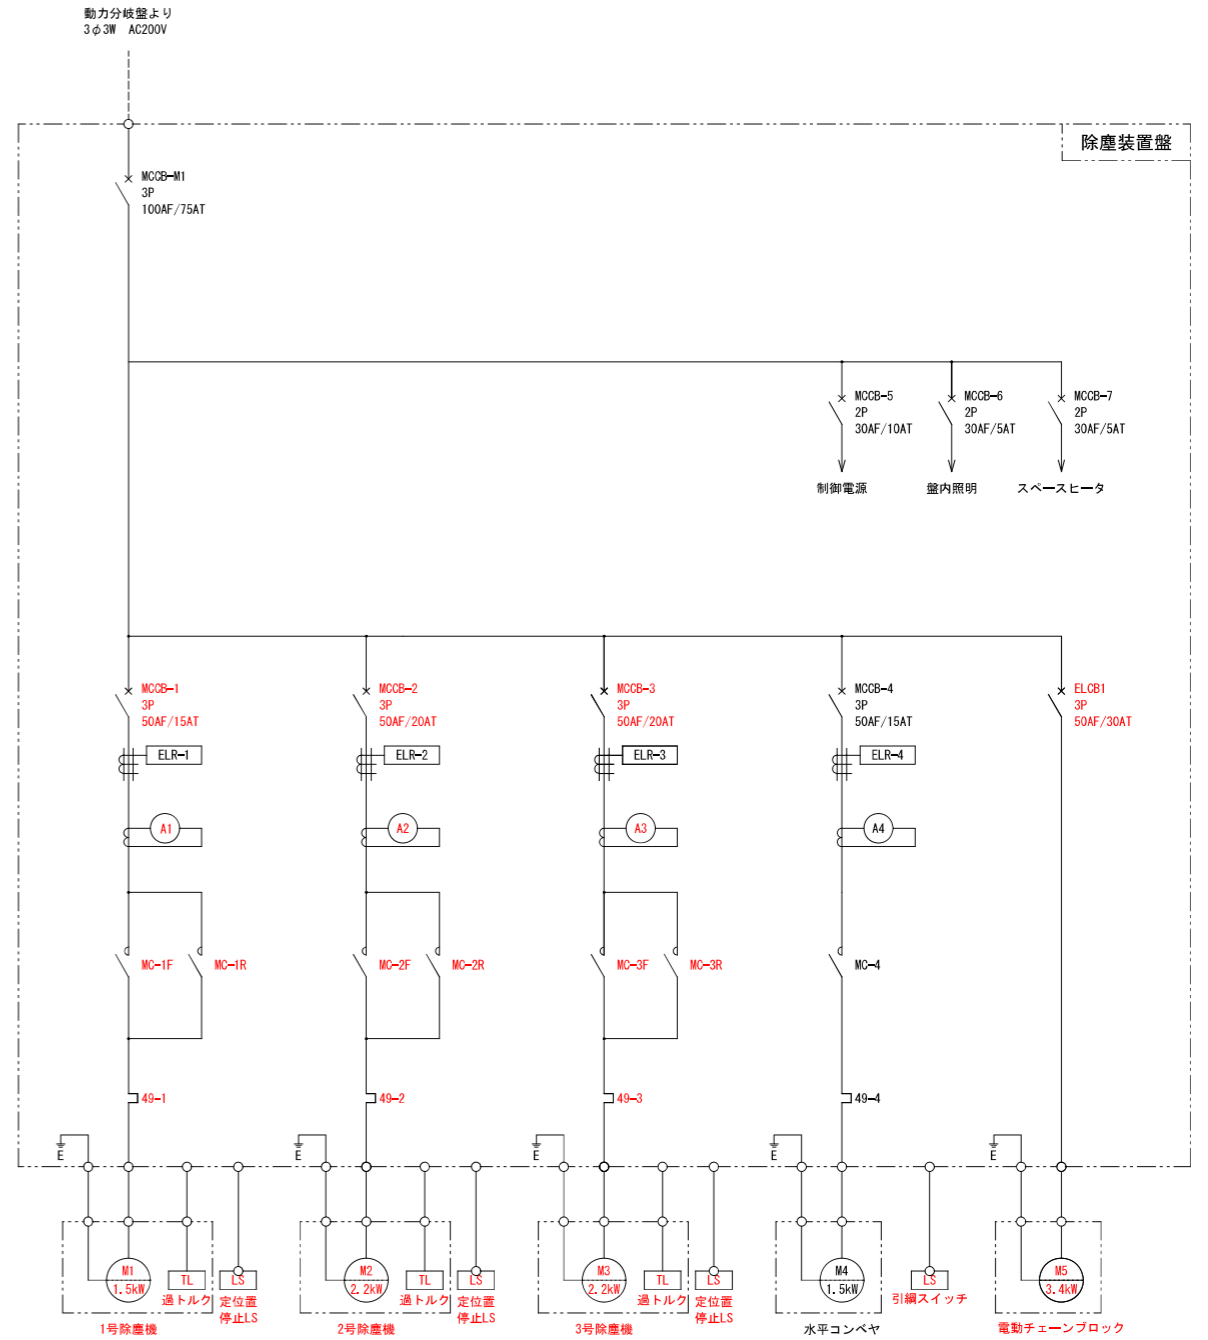 動力分岐盤より
3φ3W AC200V
除塵装置盤
MCCB-M1
3P
100AF/75AT
MCCB-5
2P
30AF/10AT
制御電源
MCCB-6
2P
30AF/5AT
盤内照明
MCCB-7
2P
30AF/5AT
スペースヒータ
MCCB-1
3P
50AF/15AT
MCCB-2
3P
50AF/20AT
MCCB-3
3P
50AF/20AT
MCCB-4
3P
50AF/15AT
ELCB1
3P
50AF/30AT
ELR-1
ELR-2
ELR-3
ELR-4
A1
A2
A3
A4
MC-1F
MC-1R
MC-2F
MC-2R
MC-3F
MC-3R
MC-4
49-1
49-2
49-3
49-4
E
E
E
E
E
M1
1.5kW
TL
過トルク
LS
定位置
停止LS
1号除塵機
M2
2.2kW
TL
過トルク
LS
定位置
停止LS
2号除塵機
M3
2.2kW
TL
過トルク
LS
定位置
停止LS
3号除塵機
M4
1.5kW
水平コンベヤ
LS
引綱スイッチ
M5
3.4kW
電動チェーンブロック